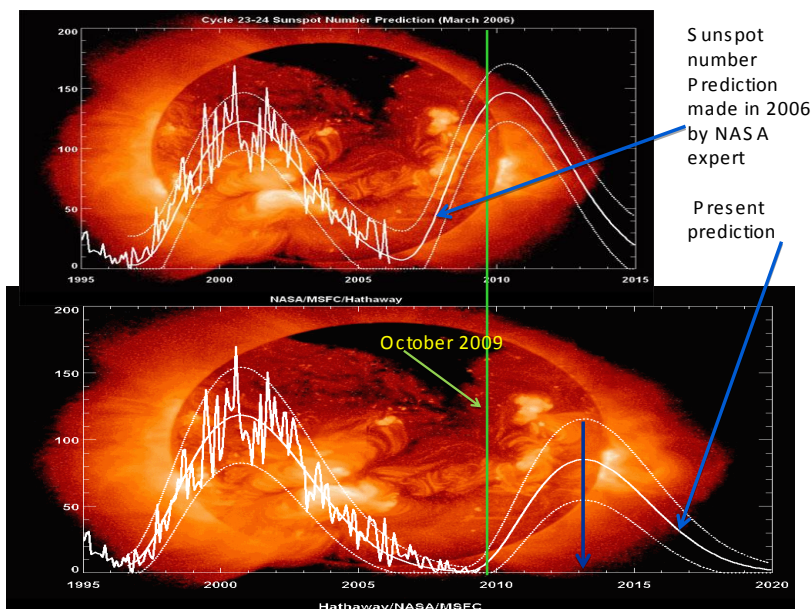 Cycle 23-24 Sunspot Number Prediction (March 2006)
200
150
100
50
0
1995
2000
2005
2010
2015
NASA/MSFC/Hathaway
Sunspot
number
Prediction
made in 2006
by NASA
expert
Present
prediction
200
150
100
50
0
October 2009
1995
2000
2005
2010
2015
2020
Hathaway/NASA/MSFC